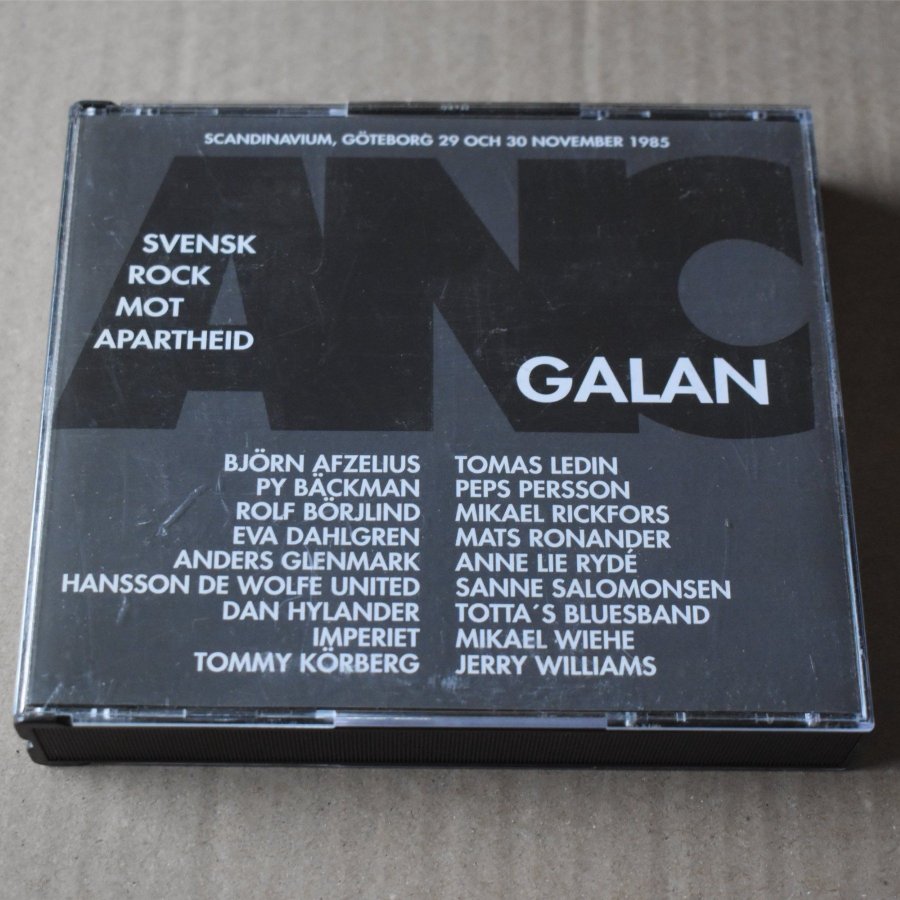 SCANDINAVIUM, GÖTEBORG 29 OCH 30 NOVEMBER 1985
ANC
SVENSK
ROCK
MOT
APARTHEID
GALAN
BJÖRN AFZELIUS
PY BÄCKMAN
ROLF BÖRJLIND
EVA DAHLGREN
ANDERS GLENMARK
HANSSON DE WOLFE UNITED
DAN HYLANDER
IMPERIET
TOMMY KÖRBERG
TOMAS LEDIN
PEPS PERSSON
MIKAEL RICKFORS
MATS RONANDER
ANNE LIE RYDÉ
SANNE SALOMONSEN
TOTTA´S BLUESBAND
MIKAEL WIEHE
JERRY WILLIAMS